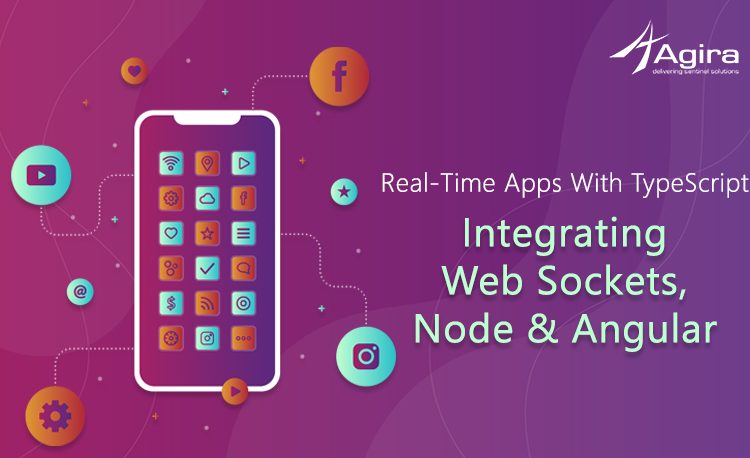 Agira
delivering sentinel solutions
Real-Time Apps With TypeScript
Integrating
Web Sockets,
Node & Angular